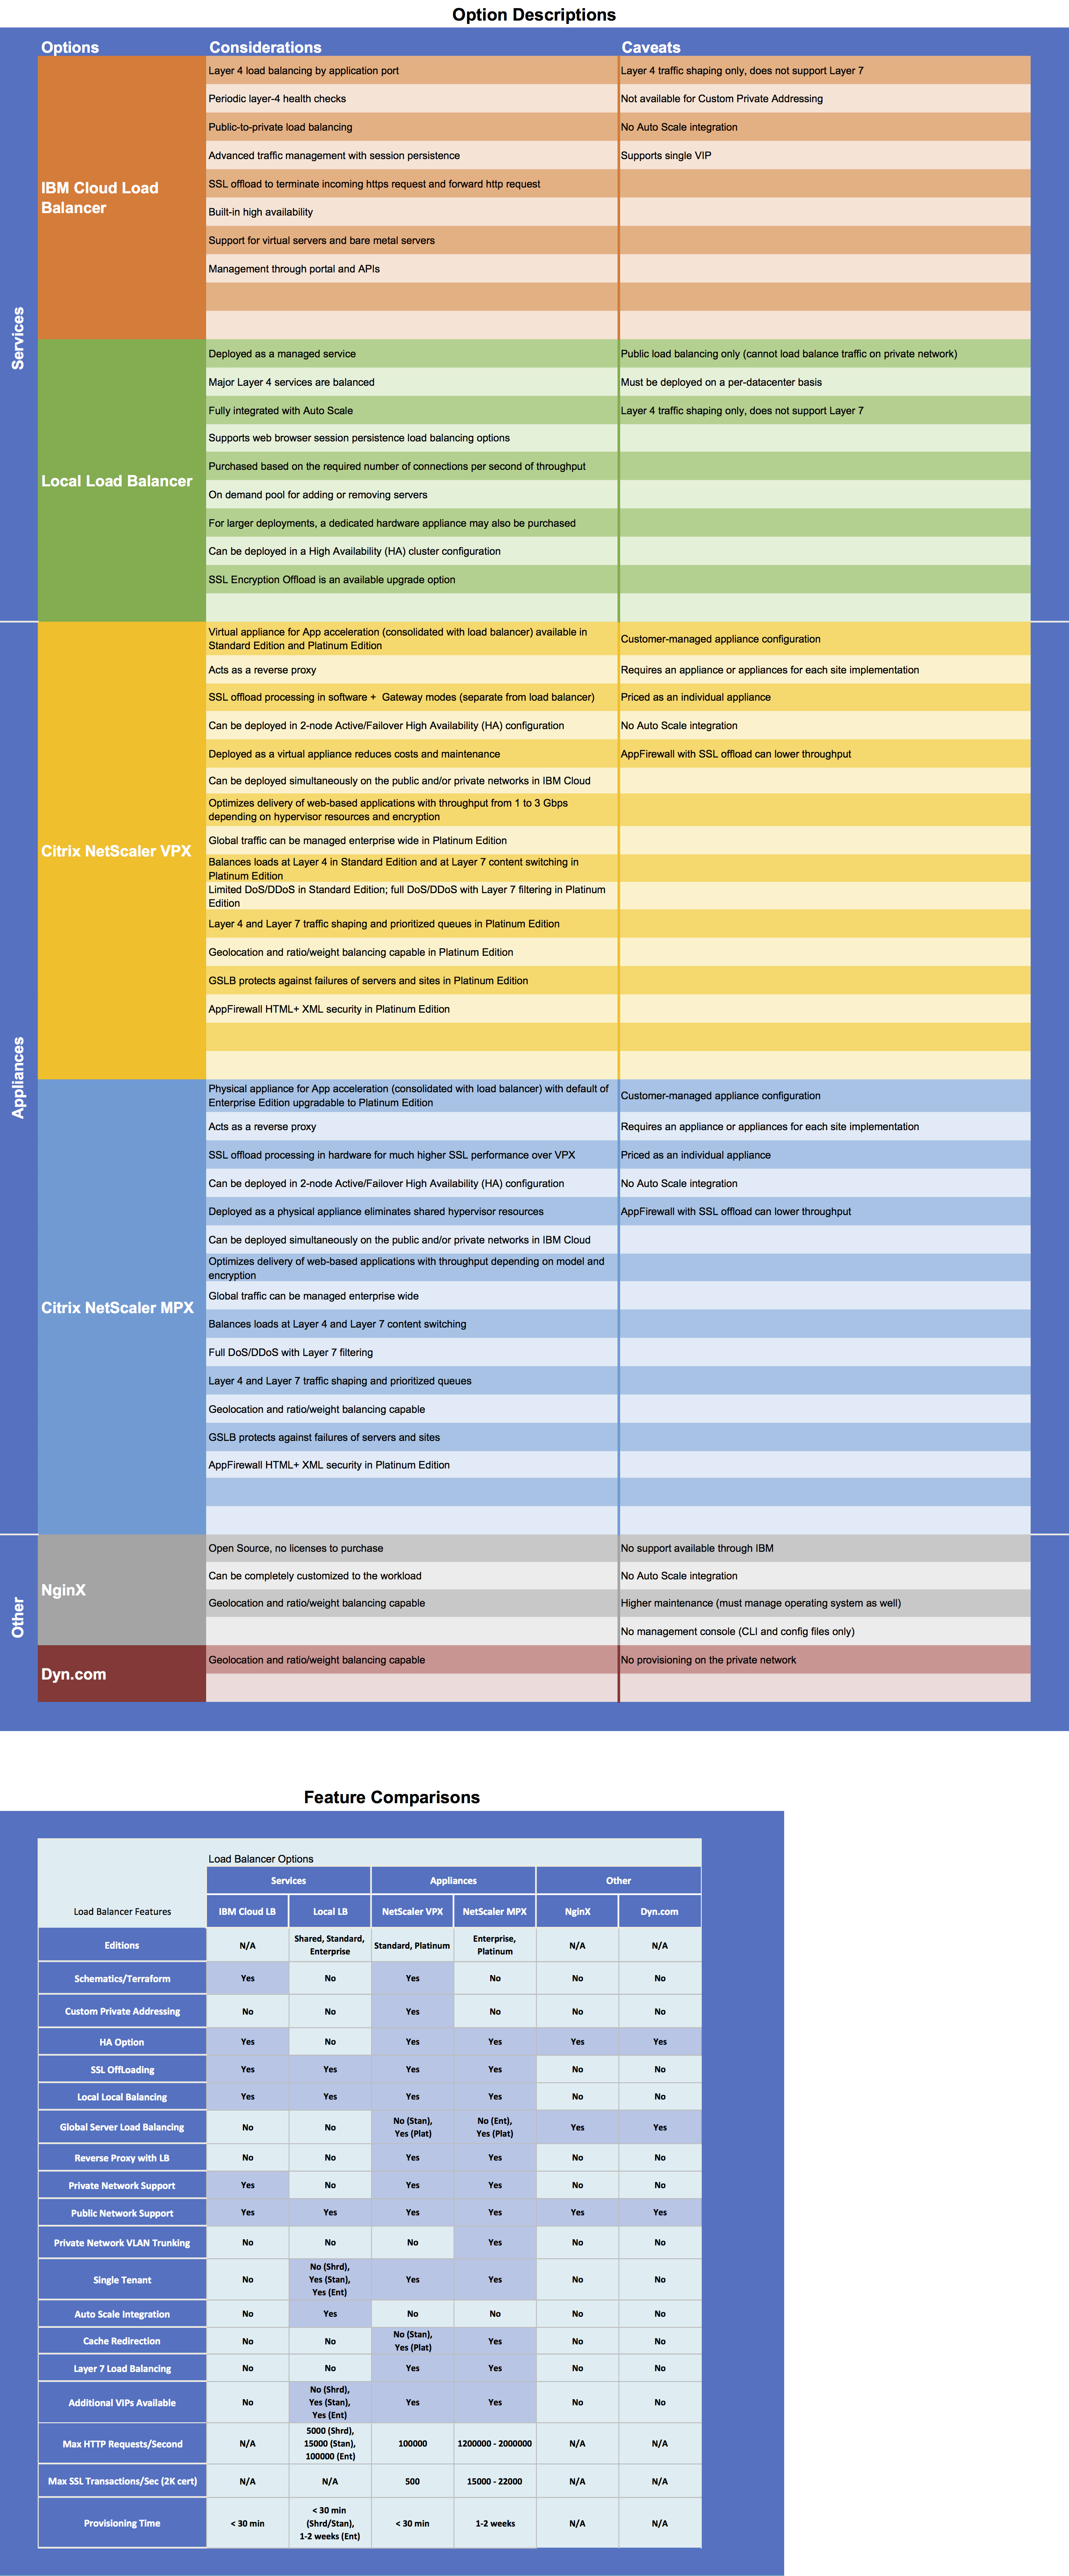 Option Descriptions
Options Considerations Caveats
Services
IBM Cloud Load
Balancer
Layer 4 load balancing by application port Layer 4 traffic shaping only, does not support Layer 7
Periodic layer-4 health checks Not available for Custom Private Addressing
Public-to-private load balancing No Auto Scale integration
Advanced traffic management with session persistence Supports single VIP
SSL offload to terminate incoming https request and forward http request
Built-in high availability
Support for virtual servers and bare metal servers
Management through portal and APIs
Local Load Balancer
Deployed as a managed service Public load balancing only (cannot load balance traffic on private network)
Major Layer 4 services are balanced Must be deployed on a per-datacenter basis
Fully integrated with Auto Scale Layer 4 traffic shaping only, does not support Layer 7
Supports web browser session persistence load balancing options
Purchased based on the required number of connections per second of throughput
On demand pool for adding or removing servers
For larger deployments, a dedicated hardware appliance may also be purchased
Can be deployed in a High Availability (HA) cluster configuration
SSL Encryption Offload is an available upgrade option
Appliances
Citrix NetScaler VPX
Virtual appliance for App acceleration (consolidated with load balancer) available in
Standard Edition and Platinum Edition
Customer-managed appliance configuration
Acts as a reverse proxy Requires an appliance or appliances for each site implementation
SSL offload processing in software + Gateway modes (separate from load balancer) Priced as an individual appliance
Can be deployed in 2-node Active/Failover High Availability (HA) configuration No Auto Scale integration
Deployed as a virtual appliance reduces costs and maintenance AppFirewall with SSL offload can lower throughput
Can be deployed simultaneously on the public and/or private networks in IBM Cloud
Optimizes delivery of web-based applications with throughput from 1 to 3 Gbps
depending on hypervisor resources and encryption
Global traffic can be managed enterprise wide in Platinum Edition
Balances loads at Layer 4 in Standard Edition and at Layer 7 content switching in
Platinum Edition
Limited DoS/DDoS in Standard Edition; full DoS/DDoS with Layer 7 filtering in Platinum
Edition
Layer 4 and Layer 7 traffic shaping and prioritized queues in Platinum Edition
Geolocation and ratio/weight balancing capable in Platinum Edition
GSLB protects against failures of servers and sites in Platinum Edition
AppFirewall HTML+ XML security in Platinum Edition
Citrix NetScaler MPX
Physical appliance for App acceleration (consolidated with load balancer) with default of
Enterprise Edition upgradable to Platinum Edition
Customer-managed appliance configuration
Acts as a reverse proxy Requires an appliance or appliances for each site implementation
SSL offload processing in hardware for much higher SSL performance over VPX Priced as an individual appliance
Can be deployed in 2-node Active/Failover High Availability (HA) configuration No Auto Scale integration
Deployed as a physical appliance eliminates shared hypervisor resources AppFirewall with SSL offload can lower throughput
Can be deployed simultaneously on the public and/or private networks in IBM Cloud
Optimizes delivery of web-based applications with throughput depending on model and
encryption
Global traffic can be managed enterprise wide
Balances loads at Layer 4 and Layer 7 content switching
Full DoS/DDoS with Layer 7 filtering
Layer 4 and Layer 7 traffic shaping and prioritized queues
Geolocation and ratio/weight balancing capable
GSLB protects against failures of servers and sites
AppFirewall HTML+ XML security in Platinum Edition
Other
NginX
Open Source, no licenses to purchase No support available through IBM
Can be completely customized to the workload No Auto Scale integration
Geolocation and ratio/weight balancing capable Higher maintenance (must manage operating system as well)
No management console (CLI and config files only)
Dyn.com
Geolocation and ratio/weight balancing capable No provisioning on the private network
Feature Comparisons
Load Balancer Options
Services Appliances Other
Load Balancer Features IBM Cloud LB Local LB NetScaler VPX NetScaler MPX NginX Dyn.com
Editions N/A Shared, Standard, Enterprise Standard, Platinum Enterprise, Platinum N/A N/A
Schematics/Terraform Yes No Yes No No No
Custom Private Addressing No No Yes No No No
HA Option Yes No Yes Yes Yes Yes
SSL OffLoading Yes Yes Yes Yes No No
Local Local Balancing Yes Yes Yes Yes No No
Global Server Load Balancing No No No (Stan), Yes (Plat) No (Ent), Yes (Plat) Yes Yes
Reverse Proxy with LB No No Yes Yes No No
Private Network Support Yes No Yes Yes No No
Public Network Support Yes Yes Yes Yes Yes Yes
Private Network VLAN Trunking No No No Yes No No
Single Tenant No No (Shrd), Yes (Stan), Yes (Ent) Yes Yes No No
Auto Scale Integration No Yes No No No No
Cache Redirection No No No (Stan), Yes (Plat) Yes No No
Layer 7 Load Balancing No No Yes Yes No No
Additional VIPs Available No No (Shrd), Yes (Stan), Yes (Ent) Yes Yes No No
Max HTTP Requests/Second N/A 5000 (Shrd), 15000 (Stan), 100000 (Ent) 100000 1200000 - 2000000 N/A N/A
Max SSL Transactions/Sec (2K cert) N/A N/A 500 15000 - 22000 N/A N/A
Provisioning Time < 30 min < 30 min (Shrd/Stan), 1-2 weeks (Ent) < 30 min 1-2 weeks N/A N/A